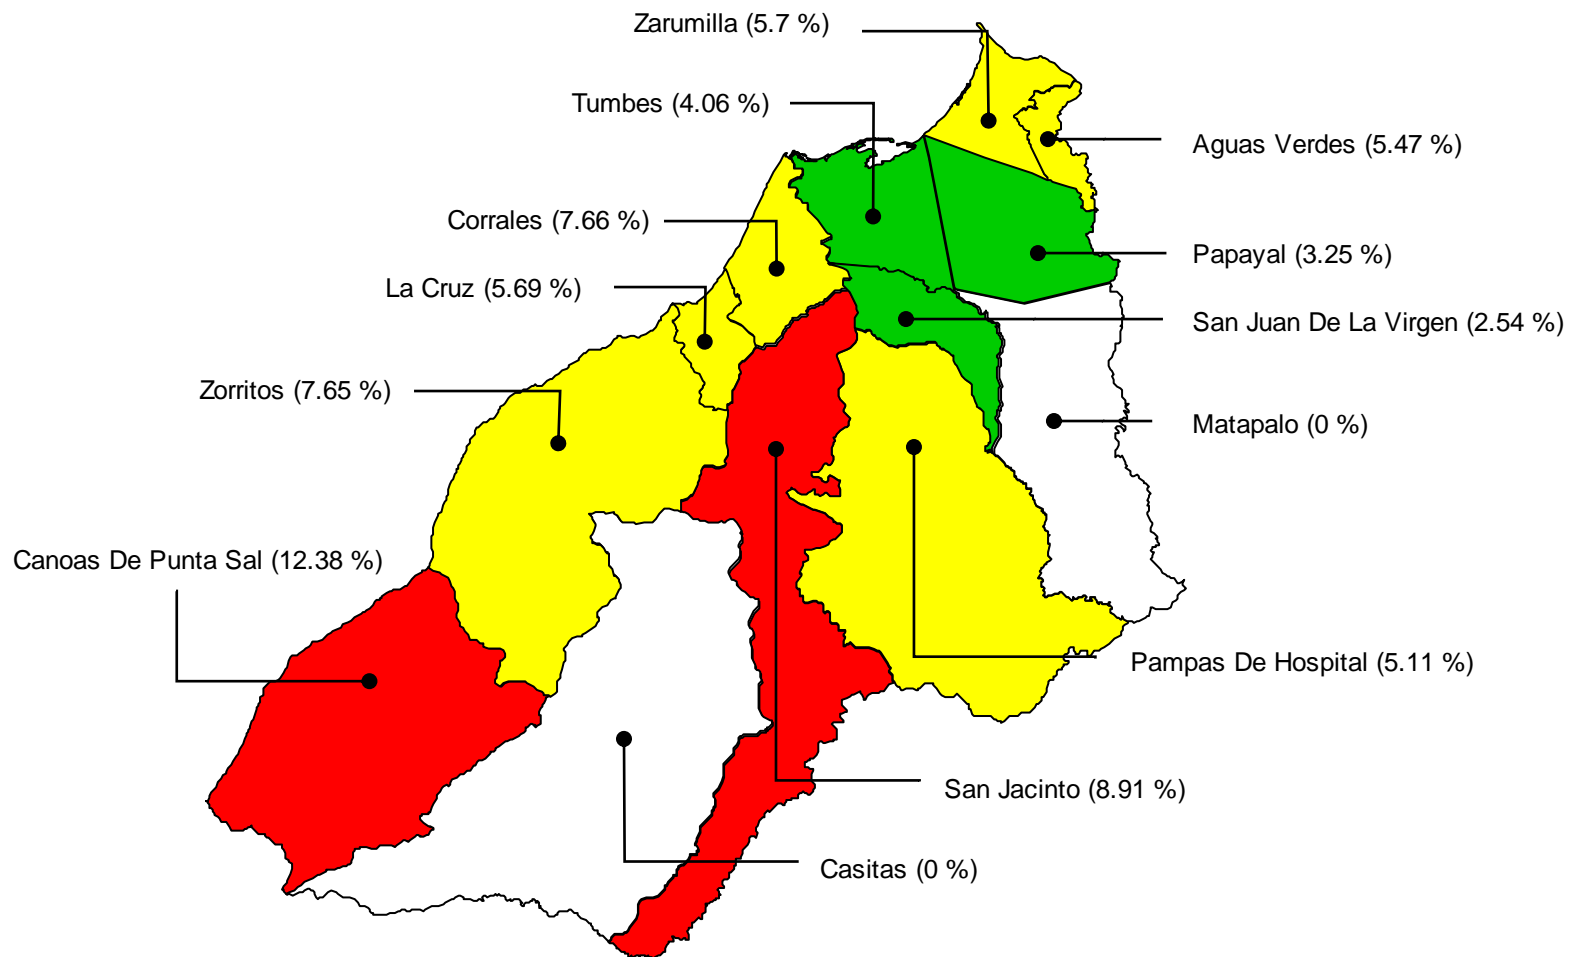 Zarumilla (5.7 %)
Tumbes (4.06 %)
Aguas Verdes (5.47 %)
Corrales (7.66 %)
Papayal (3.25 %)
La Cruz (5.69 %)
San Juan De La Virgen (2.54 %)
Zorritos (7.65 %)
Matapalo (0 %)
Canoas De Punta Sal (12.38 %)
Pampas De Hospital (5.11 %)
San Jacinto (8.91 %)
Casitas (0 %)